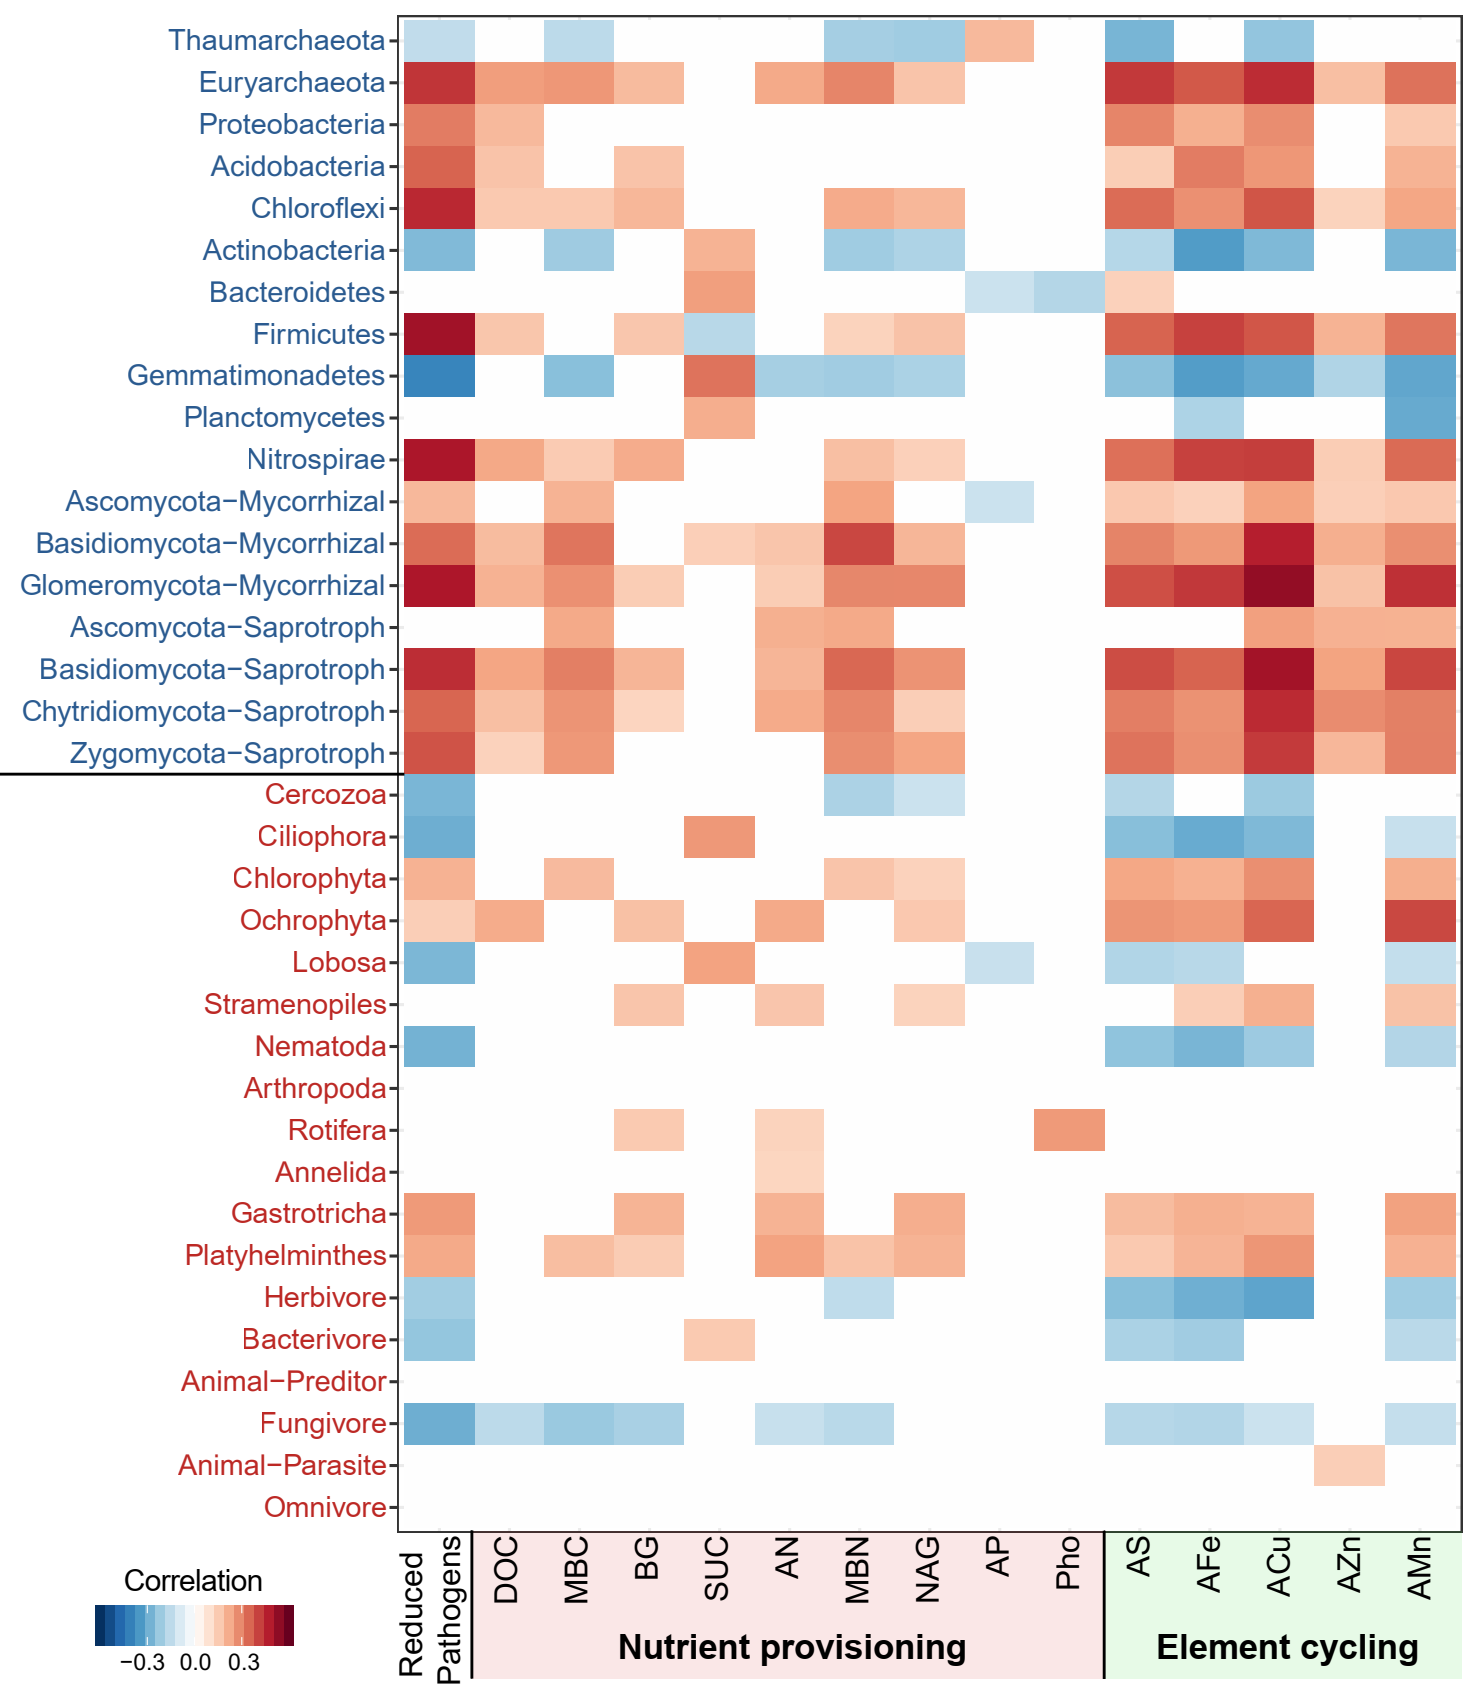 Thaumarchaeota
Euryarchaeota
Proteobacteria
Acidobacteria
Chloroflexi
Actinobacteria
Bacteroidetes
Firmicutes
Gemmatimonadetes
Planctomycetes
Nitrospirae
Ascomycota−Mycorrhizal
Basidiomycota−Mycorrhizal
Glomeromycota−Mycorrhizal
Ascomycota−Saprotroph
Basidiomycota−Saprotroph
Chytridiomycota−Saprotroph
Zygomycota−Saprotroph
Cercozoa
Ciliophora
Chlorophyta
Ochrophyta
Lobosa
Stramenopiles
Nematoda
Arthropoda
Rotifera
Annelida
Gastrotricha
Platyhelminthes
Herbivore
Bacterivore
Animal−Preditor
Fungivore
Animal−Parasite
Omnivore
Reduced
Pathogens
DOC
MBC
BG
SUC
AN
MBN
NAG
AP
Pho
AS
AFe
ACu
AZn
AMn
Nutrient provisioning
Element cycling
Correlation
−0.3 0.0 0.3